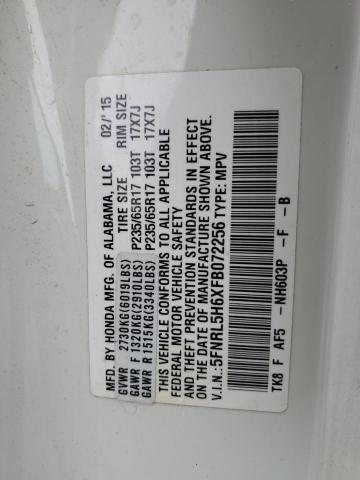 MFD. BY HONDA MFG. OF ALABAMA, LLC 02/'15
GVWR 2730KG(6019LBS) TIRE SIZE RIM SIZE
GAWR F 1320KG(2910LBS) P235/65R17 103T 17X7J
GAWR R 1515KG(3340LBS) P235/65R17 103T 17X7J
THIS VEHICLE CONFORMS TO ALL APPLICABLE
FEDERAL MOTOR VEHICLE SAFETY
AND THEFT PREVENTION STANDARDS IN EFFECT
ON THE DATE OF MANUFACTURE SHOWN ABOVE.
V.I.N.: 5FNRL5H6XFB072256 TYPE: MPV
TK8 F AF5 -NH603P -F -B